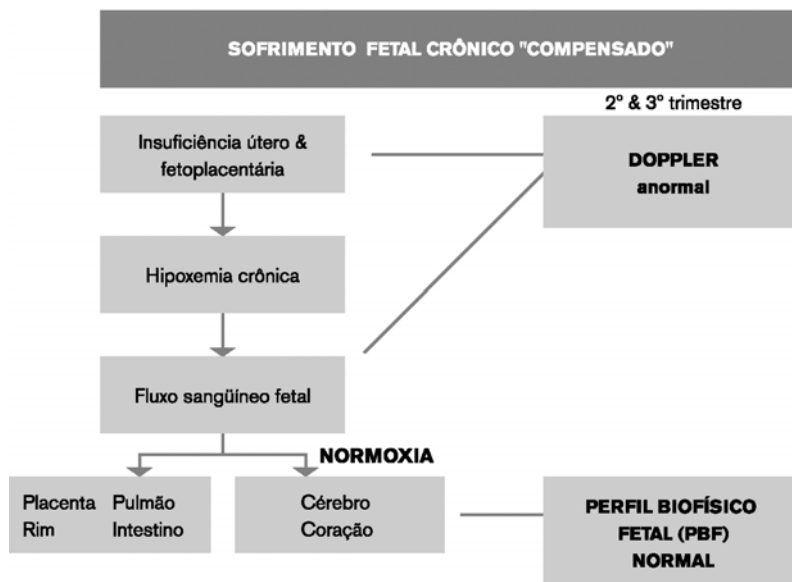 SOFRIMENTO FETAL CRÔNICO "COMPENSADO"
2º & 3º trimestre
Insuficiência útero &
fetoplacentária
DOPPLER
anormal
Hipoxemia crônica
Fluxo sangüíneo fetal
NORMOXIA
Placenta Pulmão
Rim Intestino
Cérebro
Coração
PERFIL BIOFÍSICO
FETAL (PBF)
NORMAL